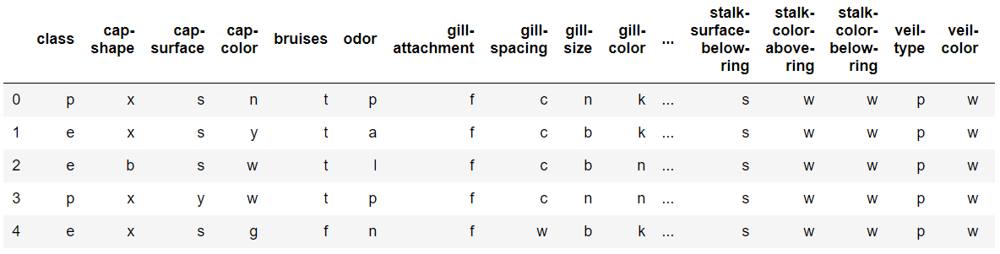 class cap-shape cap-surface cap-color bruises odor gill-attachment gill-spacing gill-size gill-color ... stalk-surface-below-ring stalk-color-above-ring stalk-color-below-ring veil-type veil-color
0 p x s n t p f c n k ... s w w p w
1 e x s y t a f c b k ... s w w p w
2 e b s w t l f c b n ... s w w p w
3 p x y w t p f c n n ... s w w p w
4 e x s g f n f w b k ... s w w p w